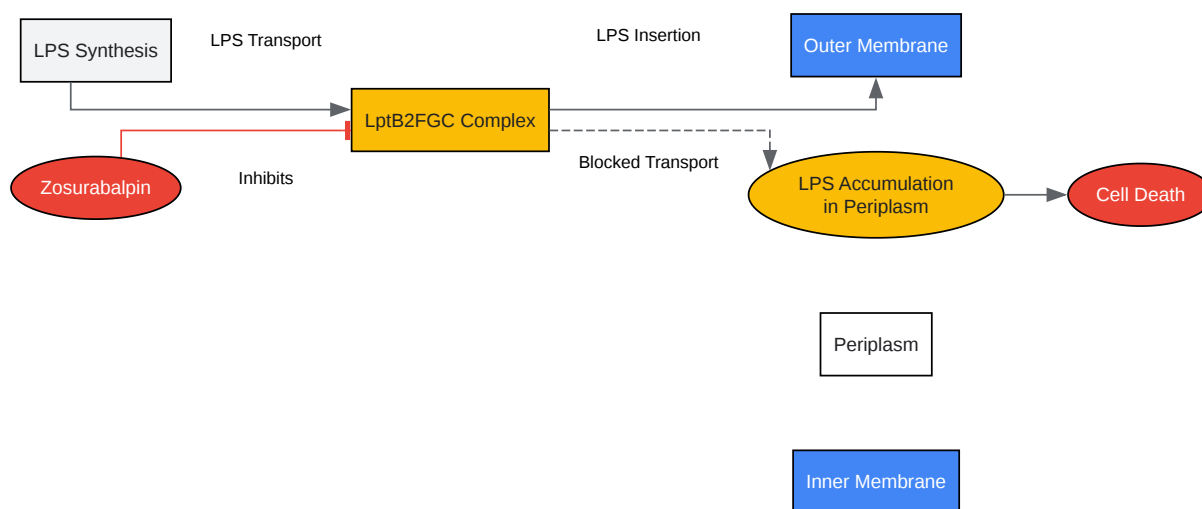 LPS Synthesis
LPS Transport
LPS Insertion
Outer Membrane
LptB2FGC Complex
Zosurabalpin
Inhibits
Blocked Transport
LPS Accumulation
in Periplasm
Cell Death
Periplasm
Inner Membrane